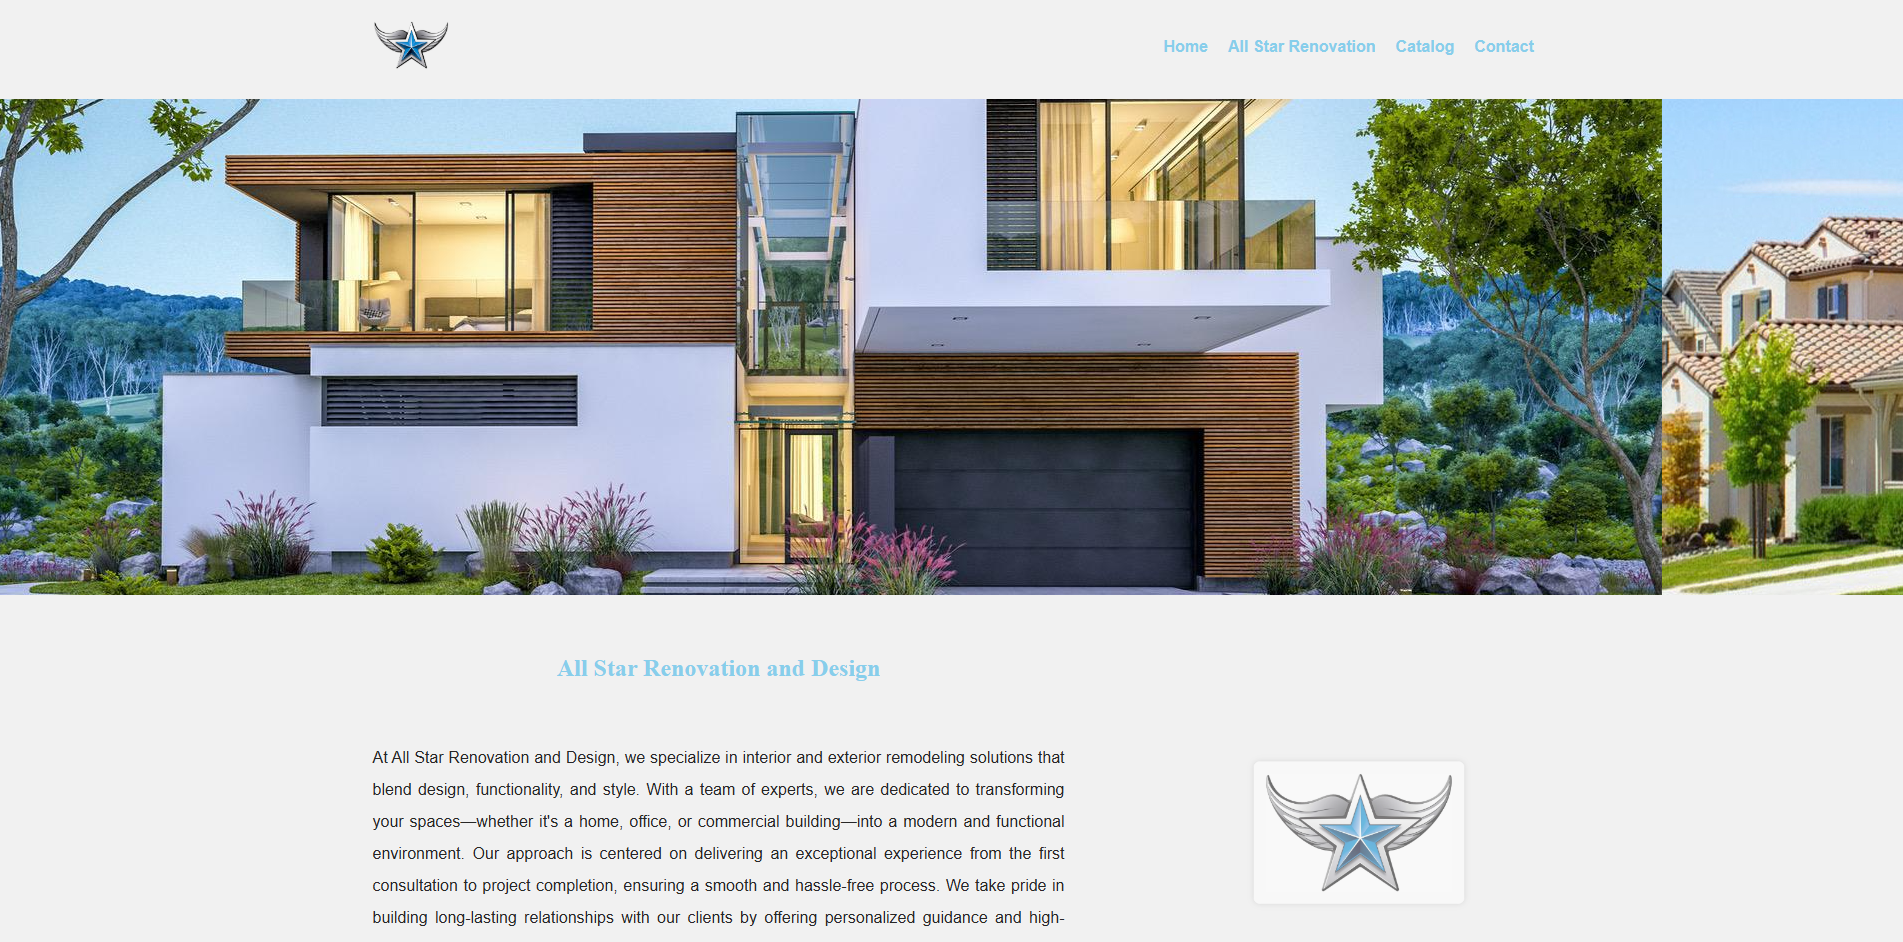 Home All Star Renovation Catalog Contact
All Star Renovation and Design
At All Star Renovation and Design, we specialize in interior and exterior remodeling solutions that
blend design, functionality, and style. With a team of experts, we are dedicated to transforming
your spaces—whether it's a home, office, or commercial building—into a modern and functional
environment. Our approach is centered on delivering an exceptional experience from the first
consultation to project completion, ensuring a smooth and hassle-free process. We take pride in
building long-lasting relationships with our clients by offering personalized guidance and high-